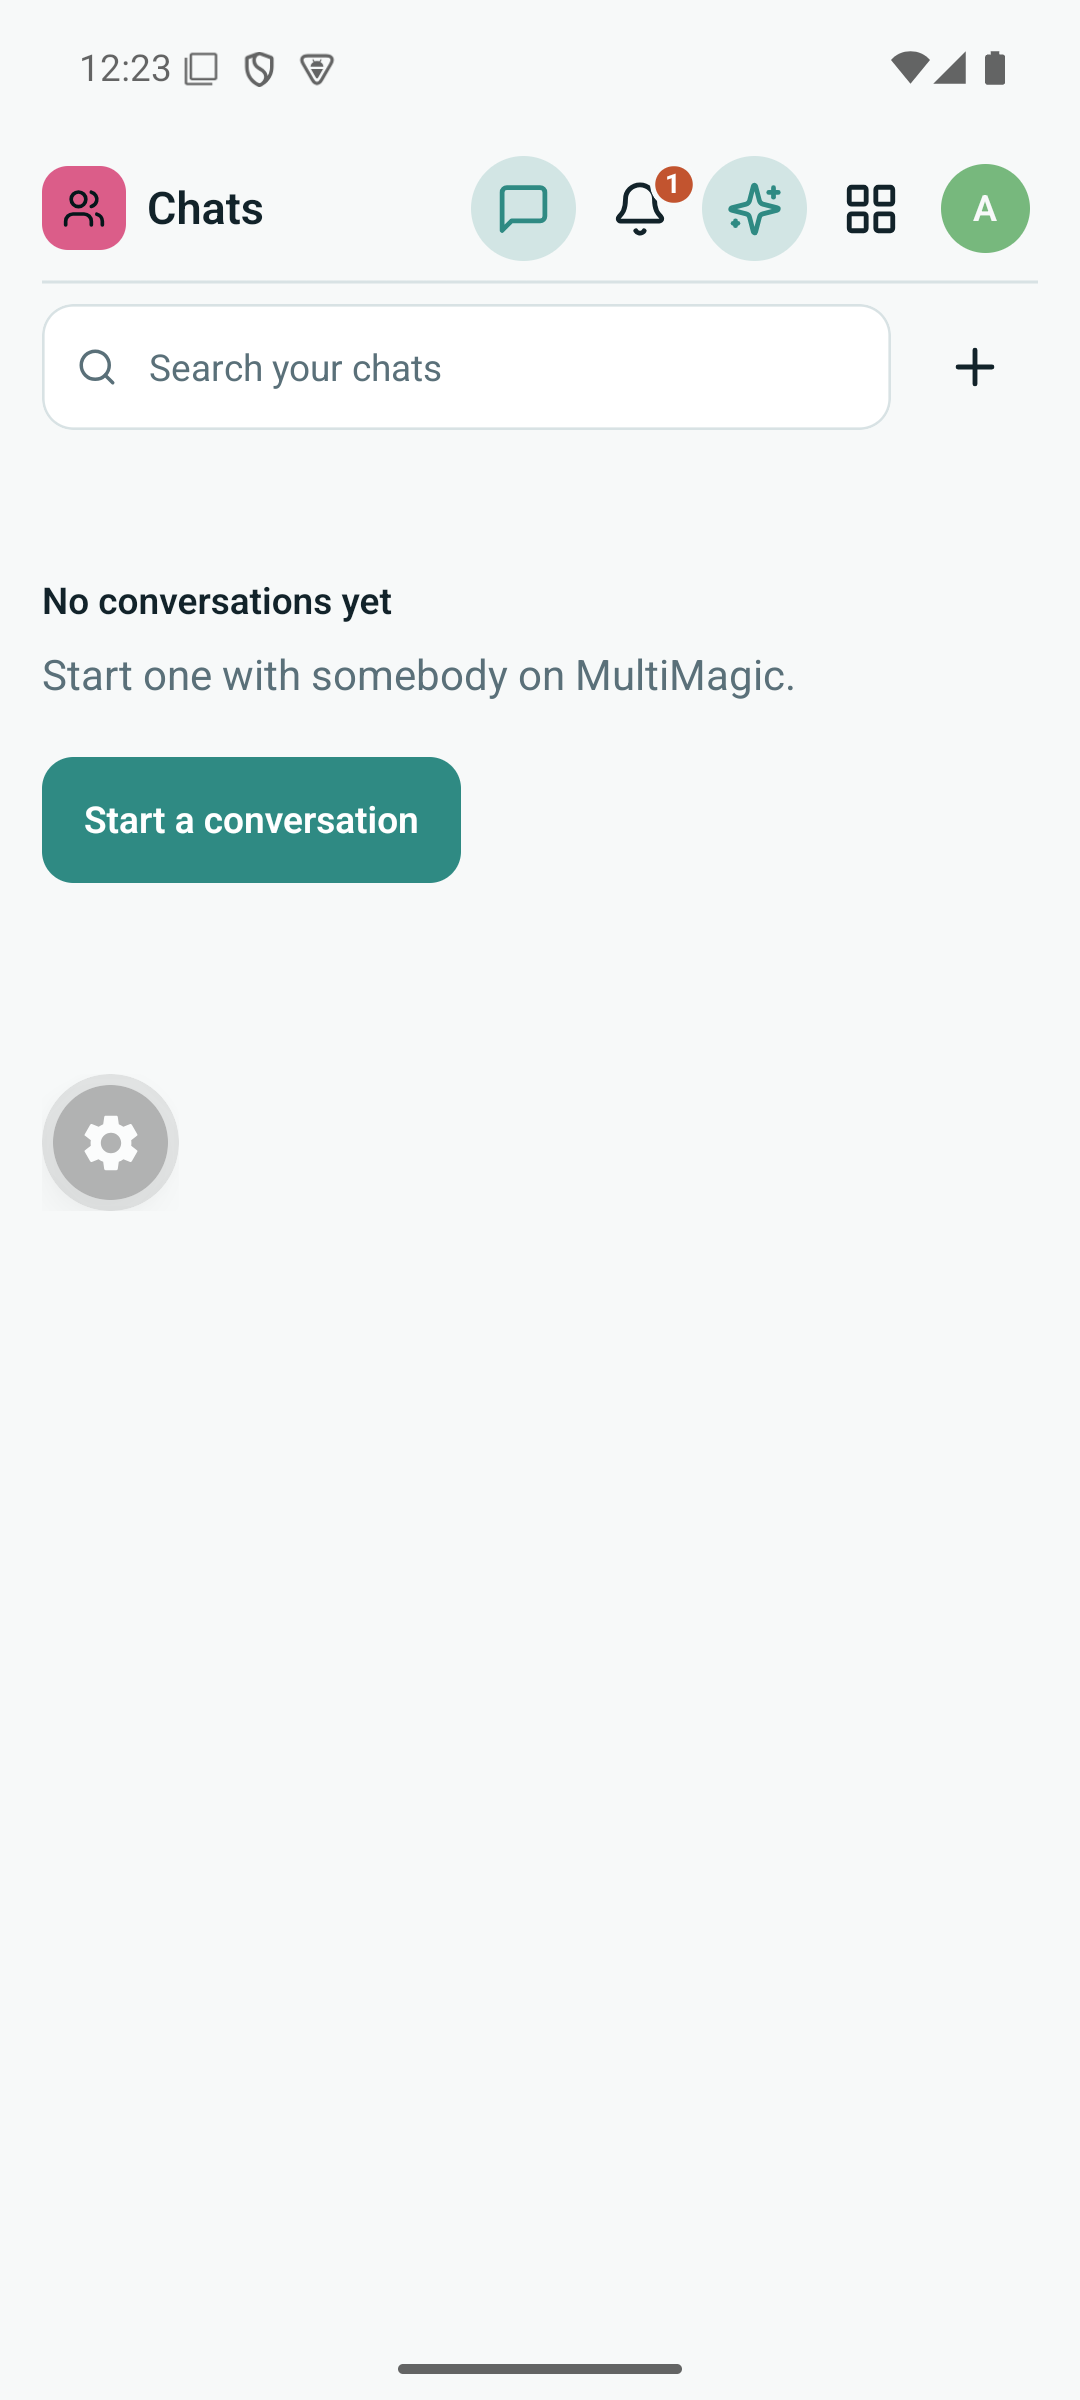 12:23
Chats
1
A
Search your chats
No conversations yet
Start one with somebody on MultiMagic.
Start a conversation